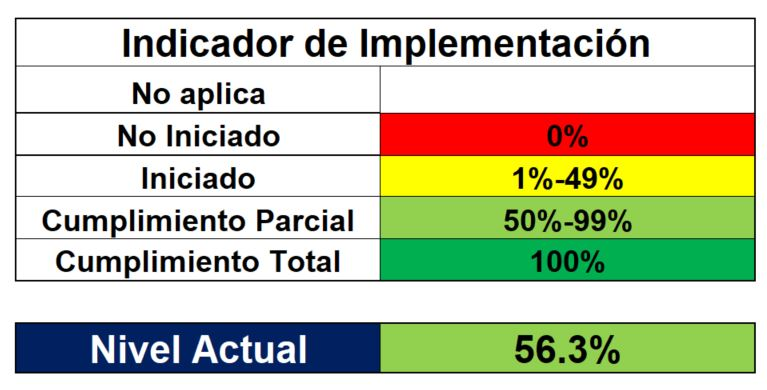 Indicador de Implementación
No aplica
No Iniciado 0%
Iniciado 1%-49%
Cumplimiento Parcial 50%-99%
Cumplimiento Total 100%
Nivel Actual 56.3%